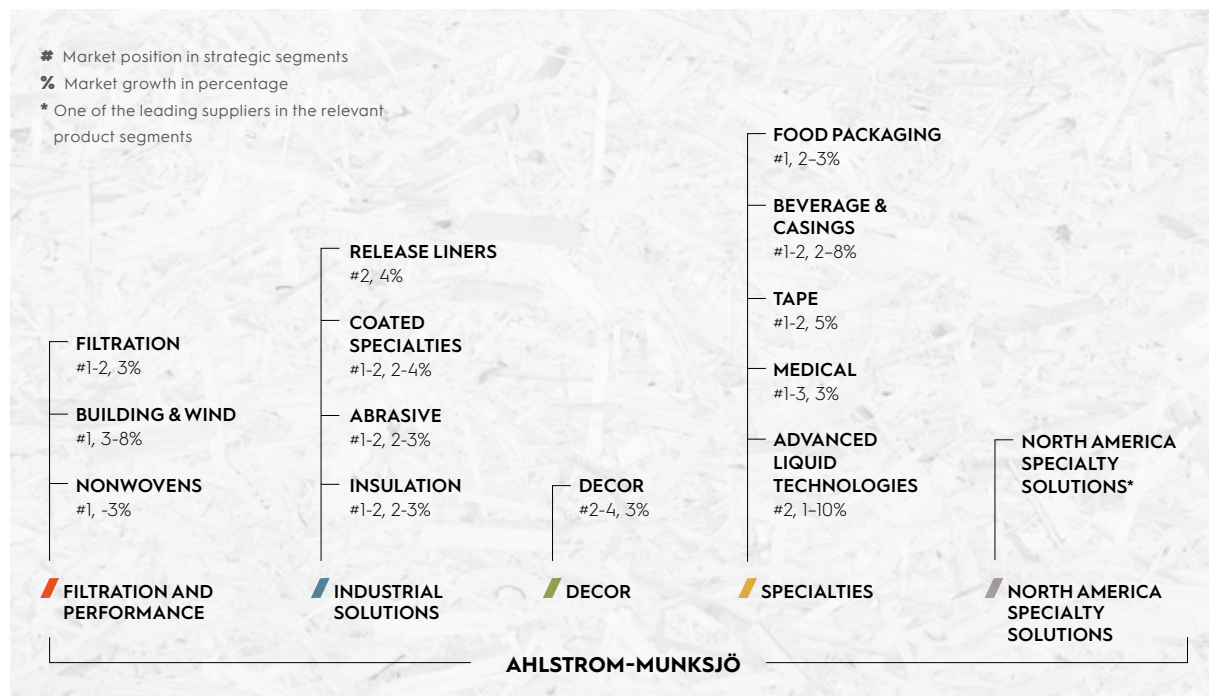 # Market position in strategic segments
% Market growth in percentage
* One of the leading suppliers in the relevant
product segments
FILTRATION
#1-2, 3%
BUILDING & WIND
#1, 3-8%
NONWOVENS
#1, -3%
FILTRATION AND
PERFORMANCE
RELEASE LINERS
#2, 4%
COATED
SPECIALTIES
#1-2, 2-4%
ABRASIVE
#1-2, 2-3%
INSULATION
#1-2, 2-3%
INDUSTRIAL
SOLUTIONS
DECOR
#2-4, 3%
DECOR
FOOD PACKAGING
#1, 2–3%
BEVERAGE &
CASINGS
#1-2, 2–8%
TAPE
#1-2, 5%
MEDICAL
#1-3, 3%
ADVANCED
LIQUID
TECHNOLOGIES
#2, 1–10%
SPECIALTIES
NORTH AMERICA
SPECIALTY
SOLUTIONS*
NORTH AMERICA
SPECIALTY
SOLUTIONS
AHLSTROM-MUNKSJÖ